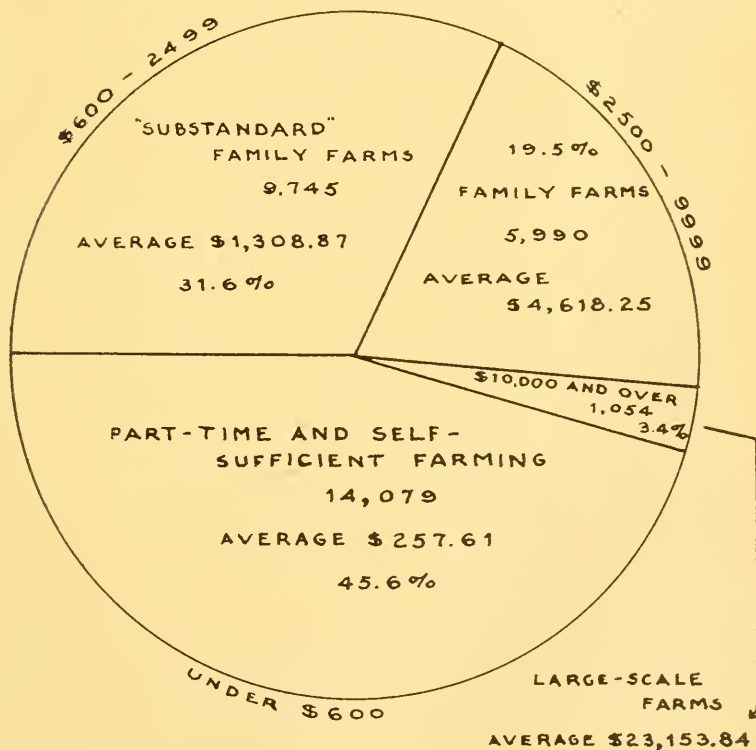 $600 - 2499
"SUBSTANDARD"
FAMILY FARMS
9.745
AVERAGE $1,308.87
31.6%
$2500 - 9999
19.5%
FAMILY FARMS
5,990
AVERAGE
$4,618.25
$10,000 AND OVER
1,054
3.4%
PART-TIME AND SELF-
SUFFICIENT FARMING
14,079
AVERAGE $257.61
45.6%
UNDER $600
LARGE-SCALE
FARMS
AVERAGE $23,153.84